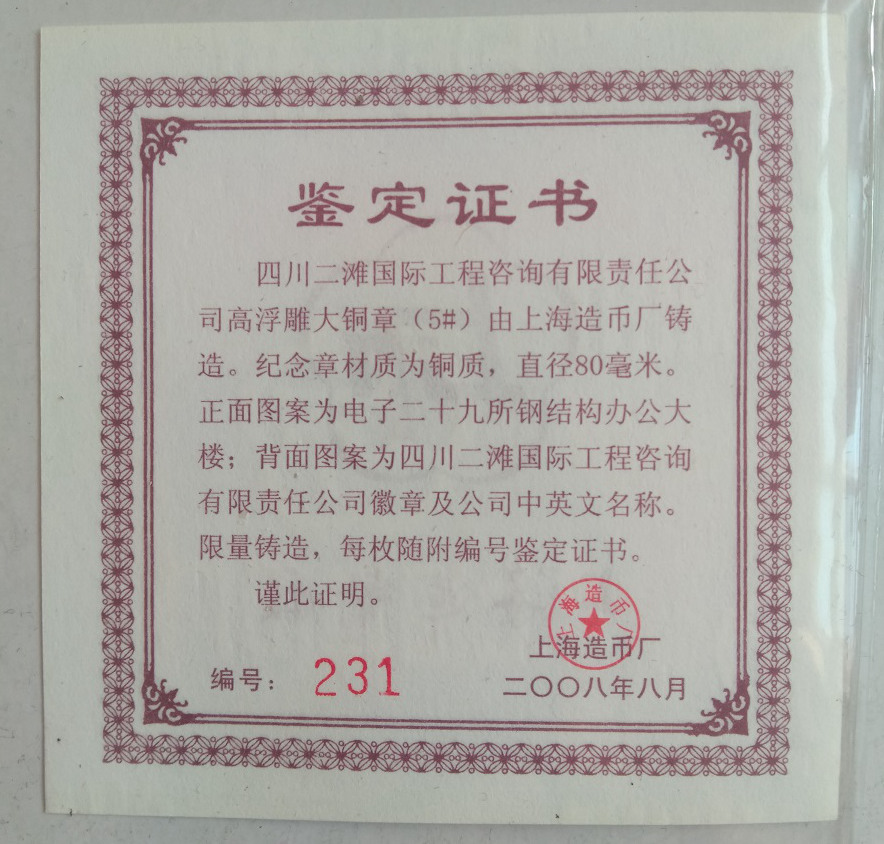 鉴定证书
四川二滩国际工程咨询有限责任公
司高浮雕大铜章（5#）由上海造币厂铸
造。纪念章材质为铜质，直径80毫米。
正面图案为电子二十九所钢结构办公大
楼；背面图案为四川二滩国际工程咨询
有限责任公司徽章及公司中英文名称。
限量铸造，每枚随附编号鉴定证书。
谨此证明。
上海造币厂
上海造币厂
编号：231
二〇〇八年八月